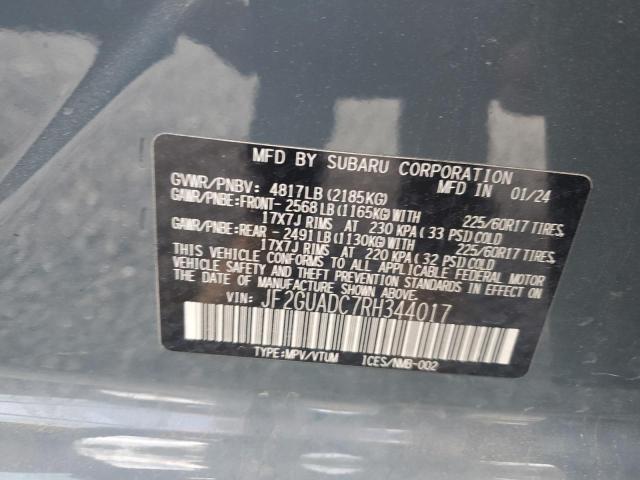 MFD BY SUBARU CORPORATION
GVWR/PNBV: 4817LB (2185KG) MFD IN 01/24
GAWR/PNBE:FRONT- 2568LB (1165KG) WITH 225/60R17 TIRES,
17X7J RIMS AT 230 KPA (33 PSI) COLD
GAWR/PNBE:REAR - 2491LB (1130KG) WITH 225/60R17 TIRES,
17X7J RIMS AT 220 KPA (32 PSI) COLD
THIS VEHICLE CONFORMS TO ALL APPLICABLE FEDERAL MOTOR
VEHICLE SAFETY AND THEFT PREVENTION STANDARDS IN EFFECT ON
THE DATE OF MANUFACTURE SHOWN ABOVE.
VIN: JF2GUADC7RH344017
TYPE:MPV/VTUM ICES/NMB-002